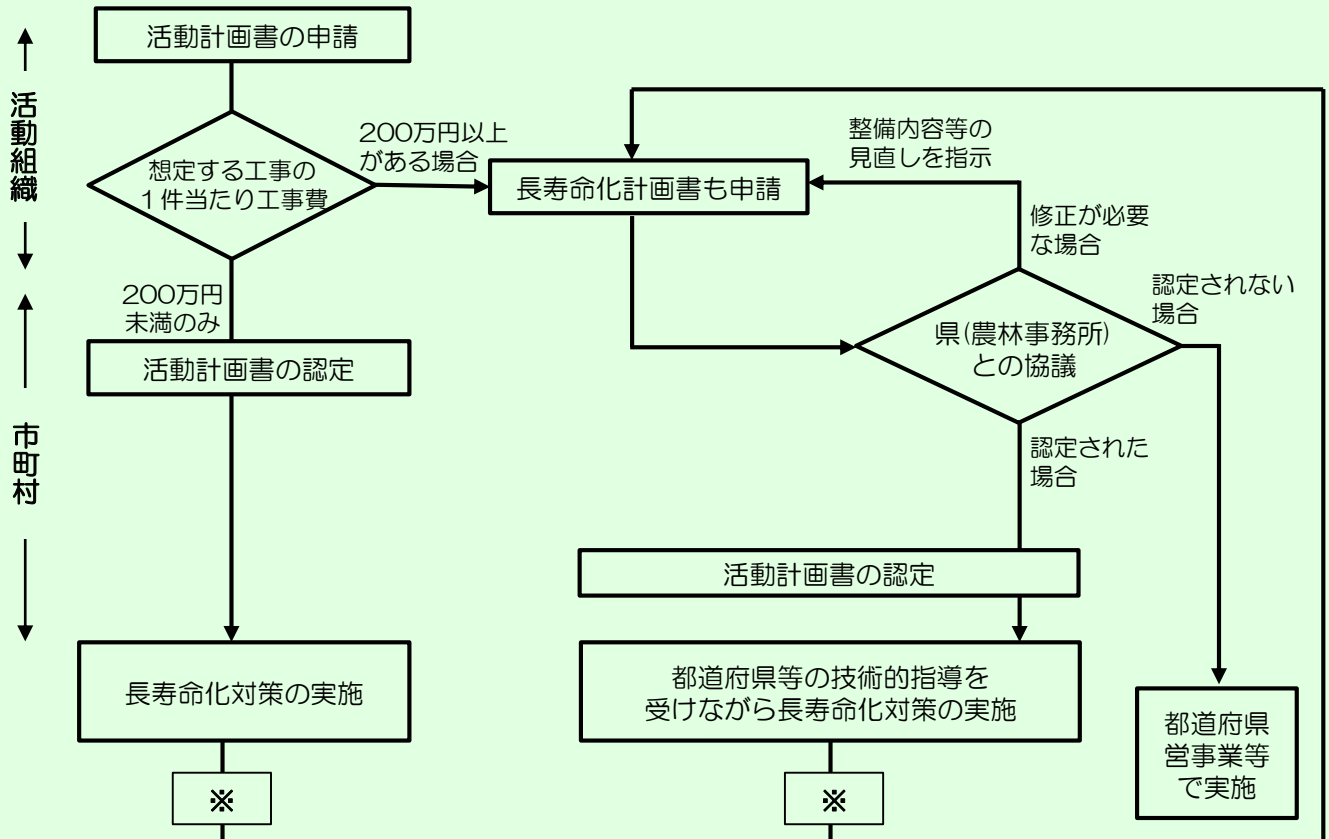 活動計画書の申請
活動組織
想定する工事の
１件当たり工事費
200万円以上
がある場合
長寿命化計画書も申請
整備内容等の
見直しを指示
修正が必要
な場合
200万円
未満のみ
市町村
活動計画書の認定
県(農林事務所)
との協議
認定されない
場合
認定された
場合
活動計画書の認定
長寿命化対策の実施
都道府県等の技術的指導を
受けながら長寿命化対策の実施
都道府県
営事業等
で実施
※
※